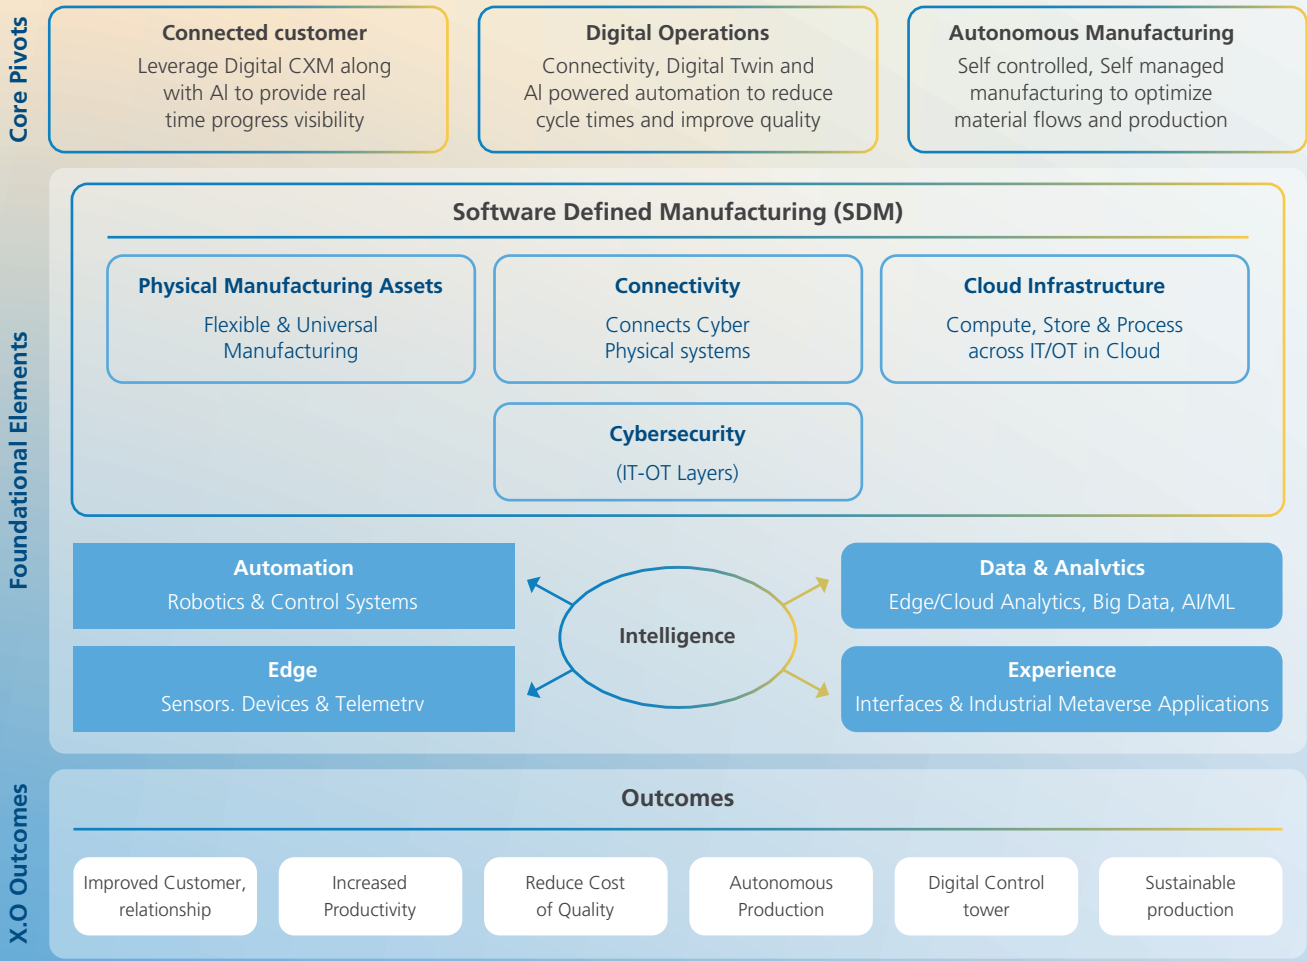 Core Pivots
Connected customer
Leverage Digital CXM along
with AI to provide real
time progress visibility
Digital Operations
Connectivity, Digital Twin and
AI powered automation to reduce
cycle times and improve quality
Autonomous Manufacturing
Self controlled, Self managed
manufacturing to optimize
material flows and production
Foundational Elements
Software Defined Manufacturing (SDM)
Physical Manufacturing Assets
Flexible & Universal
Manufacturing
Connectivity
Connects Cyber
Physical systems
Cloud Infrastructure
Compute, Store & Process
across IT/OT in Cloud
Cybersecurity
(IT-OT Layers)
Automation
Robotics & Control Systems
Edge
Sensors. Devices & Telemetrv
Intelligence
Data & Analvtics
Edge/Cloud Analytics, Big Data, AI/ML
Experience
Interfaces & Industrial Metaverse Applications
X.O Outcomes
Outcomes
Improved Customer,
relationship
Increased
Productivity
Reduce Cost
of Quality
Autonomous
Production
Digital Control
tower
Sustainable
production